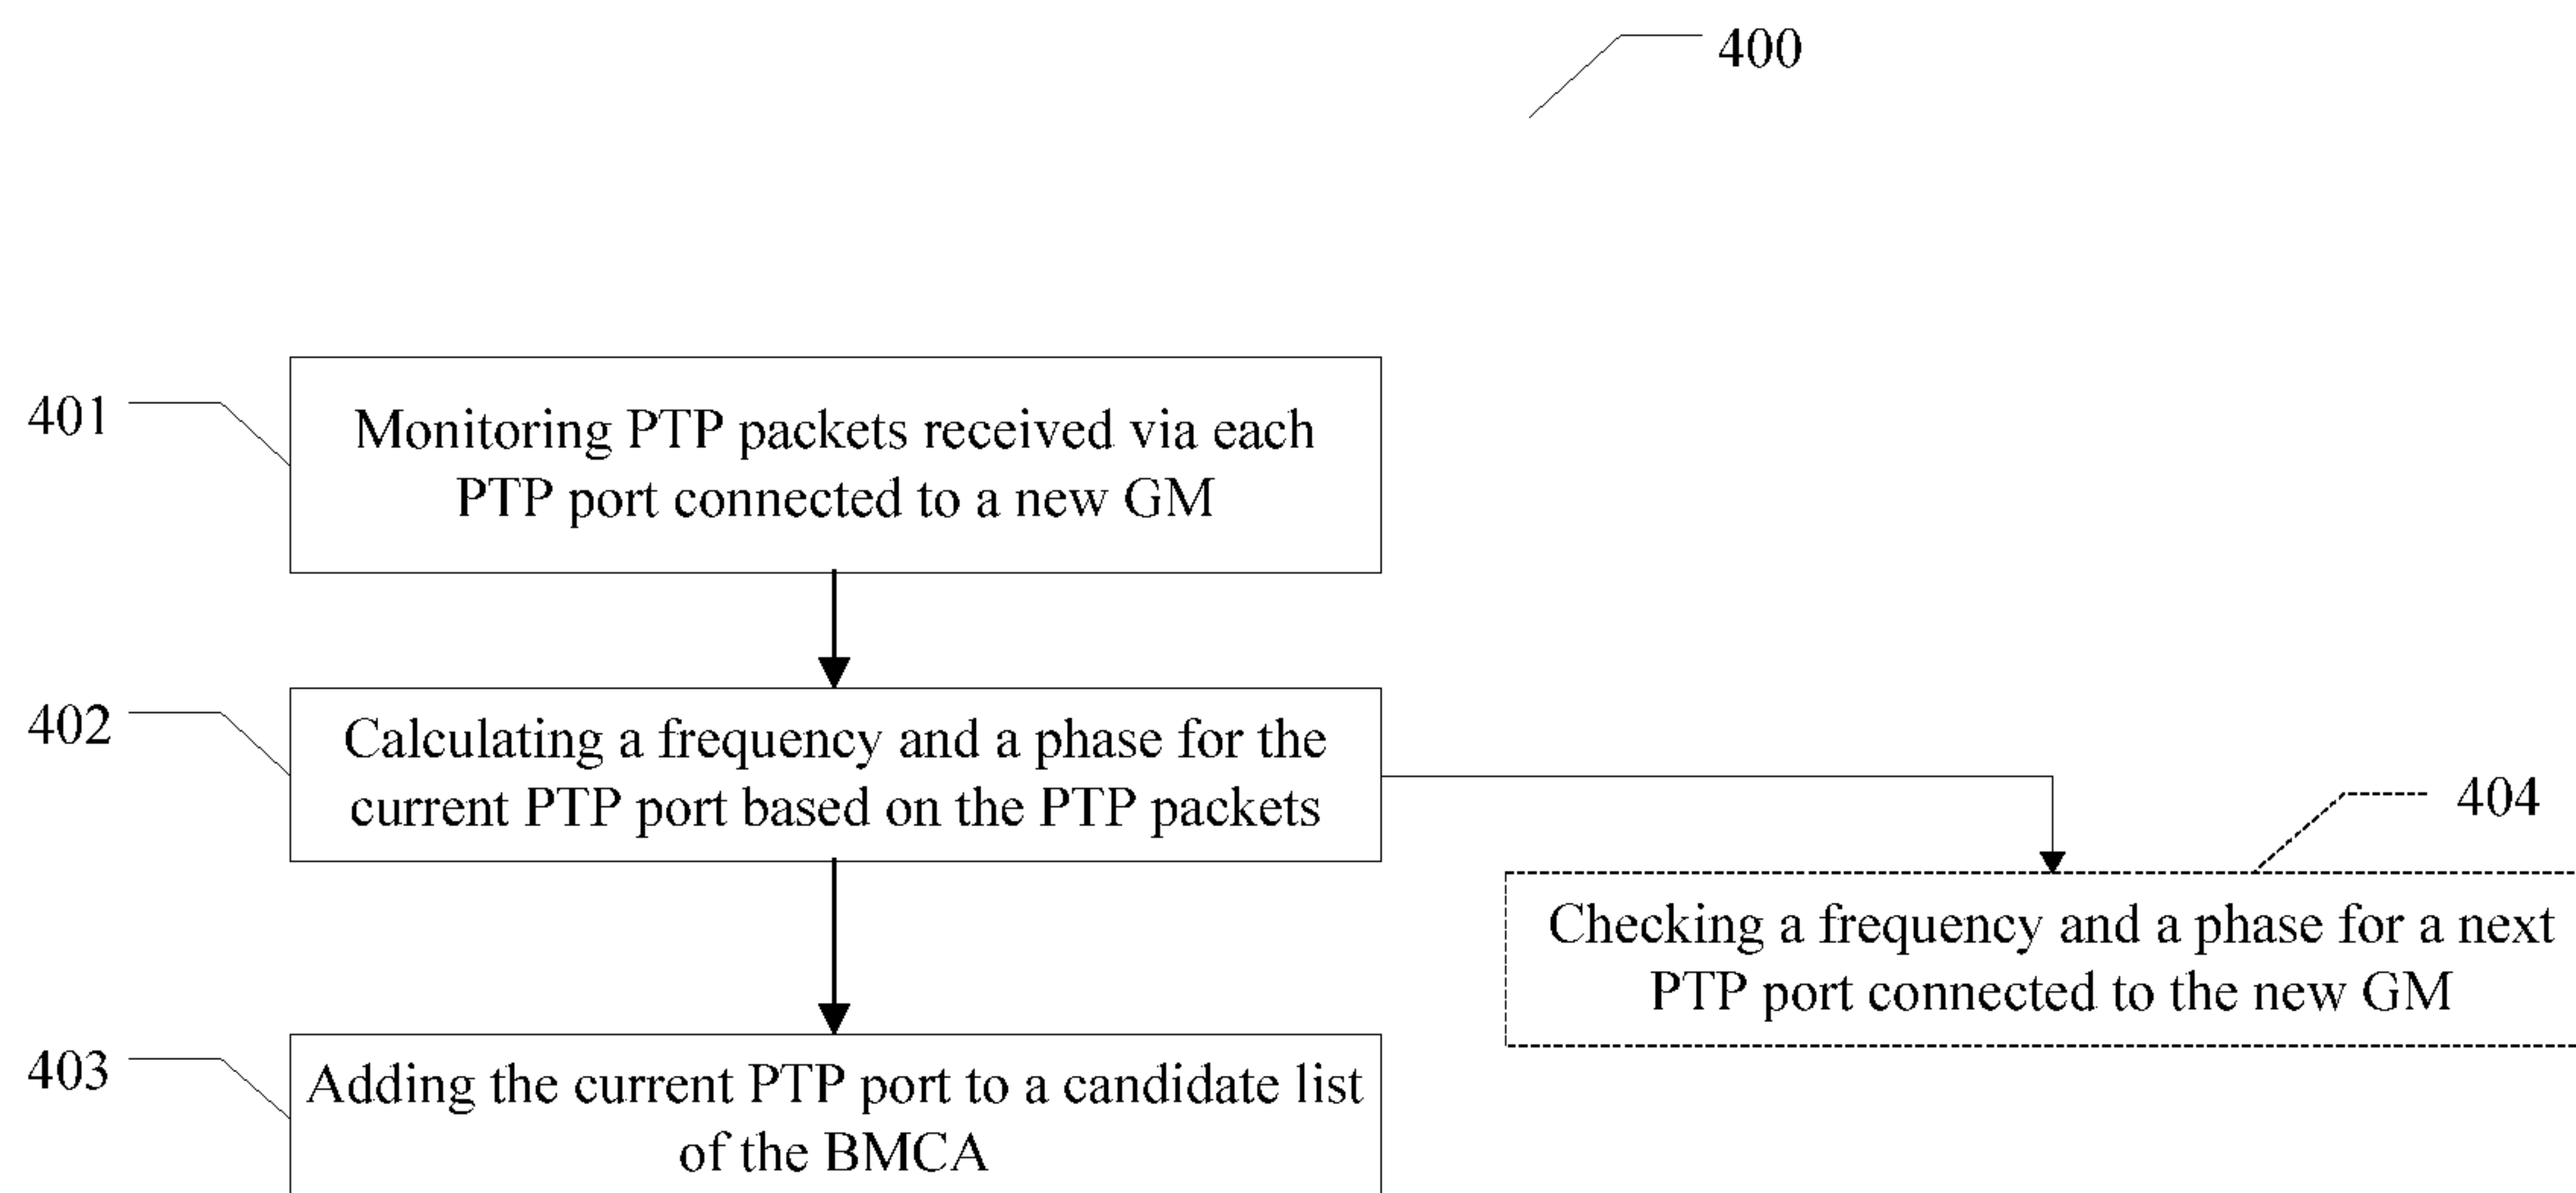 400
401
Monitoring PTP packets received via each
PTP port connected to a new GM
402
Calculating a frequency and a phase for the
current PTP port based on the PTP packets
404
Checking a frequency and a phase for a next
PTP port connected to the new GM
403
Adding the current PTP port to a candidate list
of the BMCA